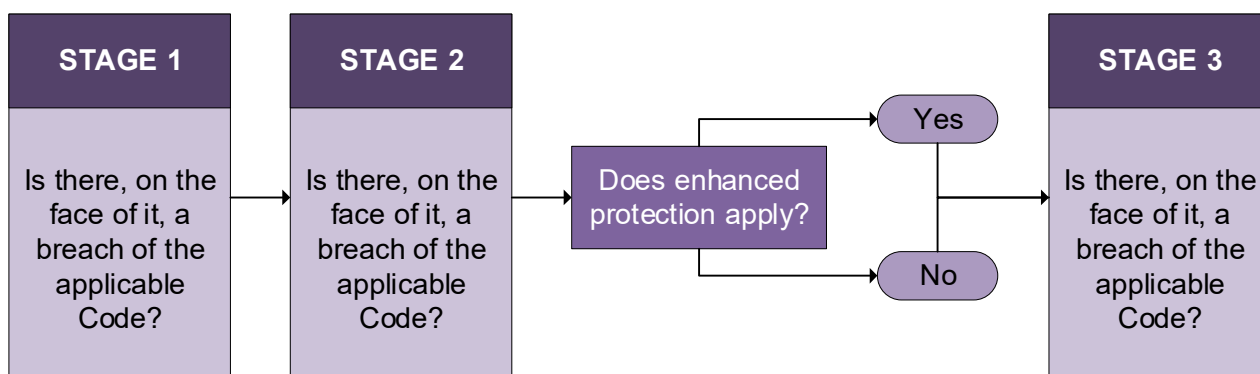 STAGE 1
Is there, on the
face of it, a
breach of the
applicable
Code?
STAGE 2
Is there, on the
face of it, a
breach of the
applicable
Code?
Does enhanced
protection apply?
Yes
No
STAGE 3
Is there, on the
face of it, a
breach of the
applicable
Code?